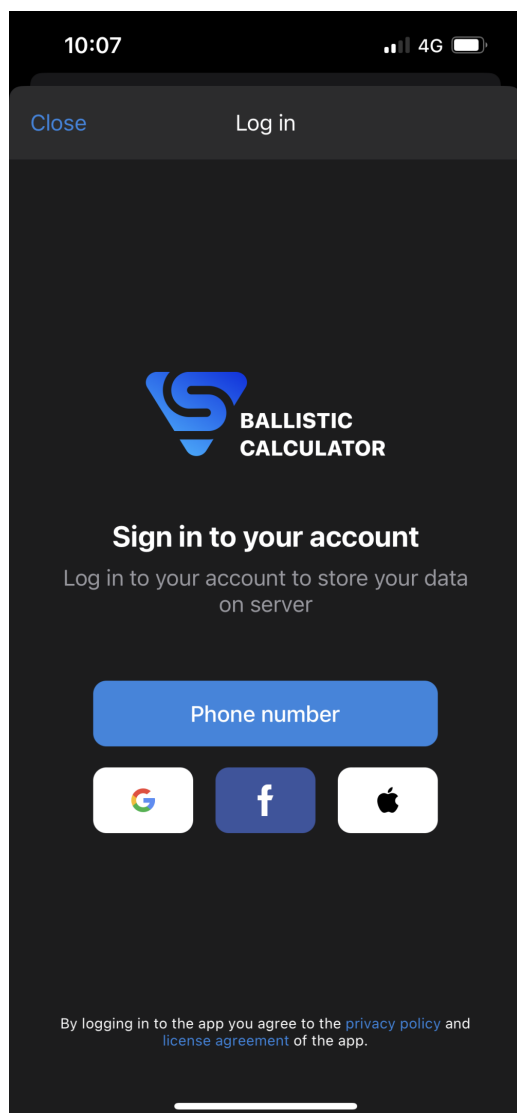 10:07
4G
Close
Log in
BALLISTIC
CALCULATOR
Sign in to your account
Log in to your account to store your data
on server
Phone number
By logging in to the app you agree to the privacy policy and
license agreement of the app.